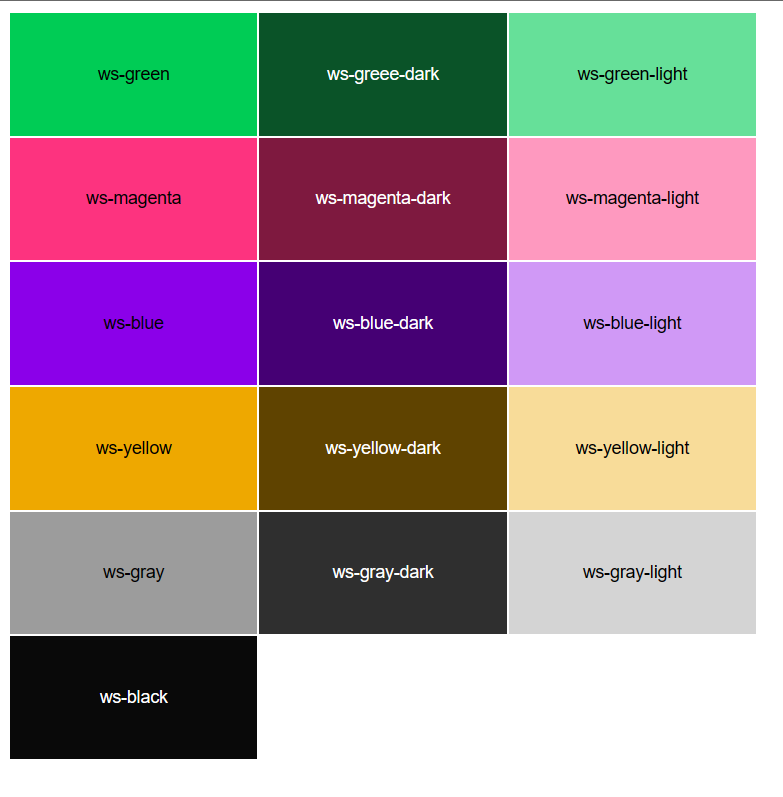 ws-green
ws-greee-dark
ws-green-light
ws-magenta
ws-magenta-dark
ws-magenta-light
ws-blue
ws-blue-dark
ws-blue-light
ws-yellow
ws-yellow-dark
ws-yellow-light
ws-gray
ws-gray-dark
ws-gray-light
ws-black